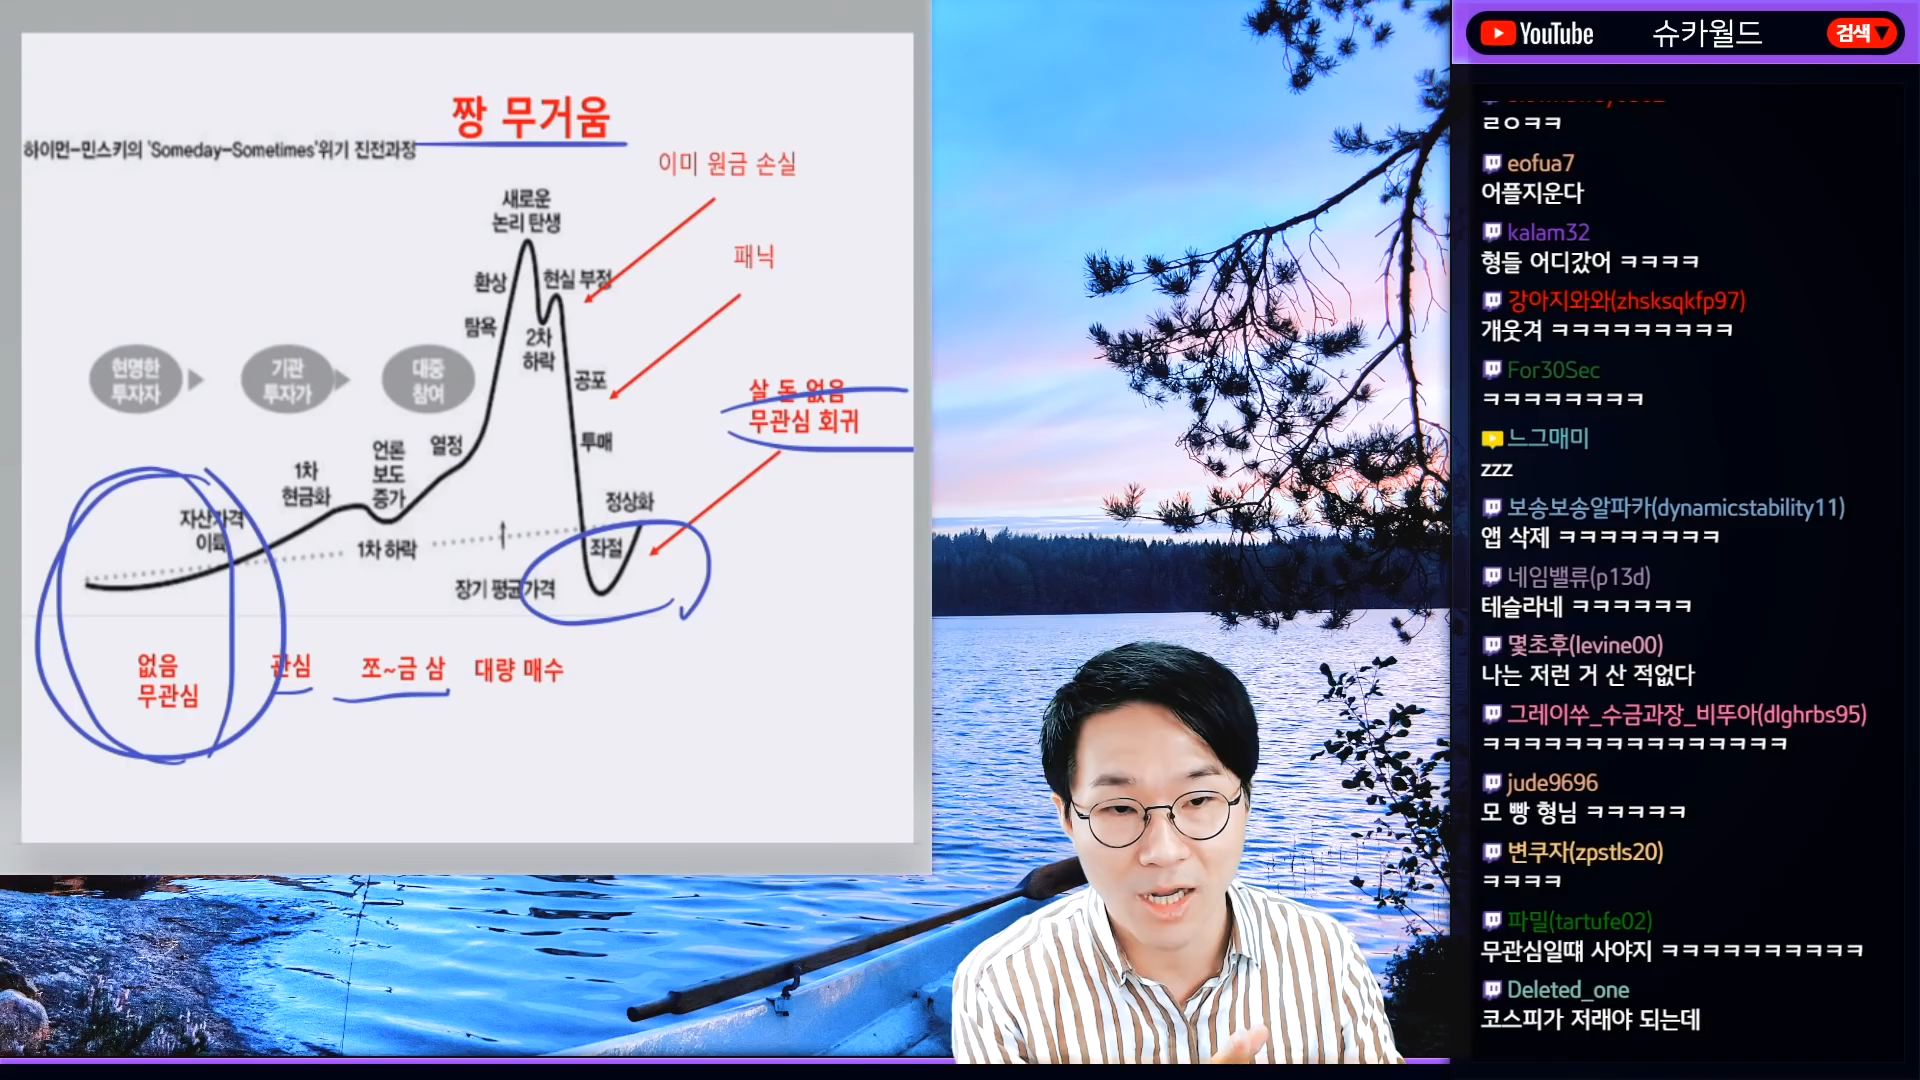 짱 무거움
하이먼-민스키의 'Someday-Sometimes'위기 진전과정
이미 원금 손실
새로운
논리 탄생
패닉
환상
현실 부정
탐욕
2차
하락
공포
현명한
투자자
기관
투자가
대중
참여
살 돈 없음
무관심 회귀
열정
투매
언론
보도
증가
1차
현금화
정상화
자산가격
이륙
1차 하락
좌절
장기 평균가격
없음
무관심
관심
쪼~금 삼
대량 매수
YouTube
슈카월드
검색▼
ㄹㅇㅋㅋ
eofua7
어플지운다
kalam32
형들 어디갔어 ㅋㅋㅋㅋ
강아지와와(zhsksqkfp97)
개웃겨 ㅋㅋㅋㅋㅋㅋㅋㅋㅋ
For30Sec
ㅋㅋㅋㅋㅋㅋㅋㅋ
느그매미
zzz
보송보송알파카(dynamicstability11)
앱 삭제 ㅋㅋㅋㅋㅋㅋㅋㅋ
네임밸류(p13d)
테슬라네 ㅋㅋㅋㅋㅋㅋ
몇초후(levine00)
나는 저런 거 산 적없다
그레이쑤_수금과장_비뚜아(dlghrbs95)
ㅋㅋㅋㅋㅋㅋㅋㅋㅋㅋㅋㅋㅋㅋㅋ
jude9696
모 빵 형님 ㅋㅋㅋㅋㅋ
변쿠자(zpstls20)
ㅋㅋㅋㅋ
파밀(tartufe02)
무관심일떄 사야지 ㅋㅋㅋㅋㅋㅋㅋㅋㅋㅋ
Deleted_one
코스피가 저래야 되는데